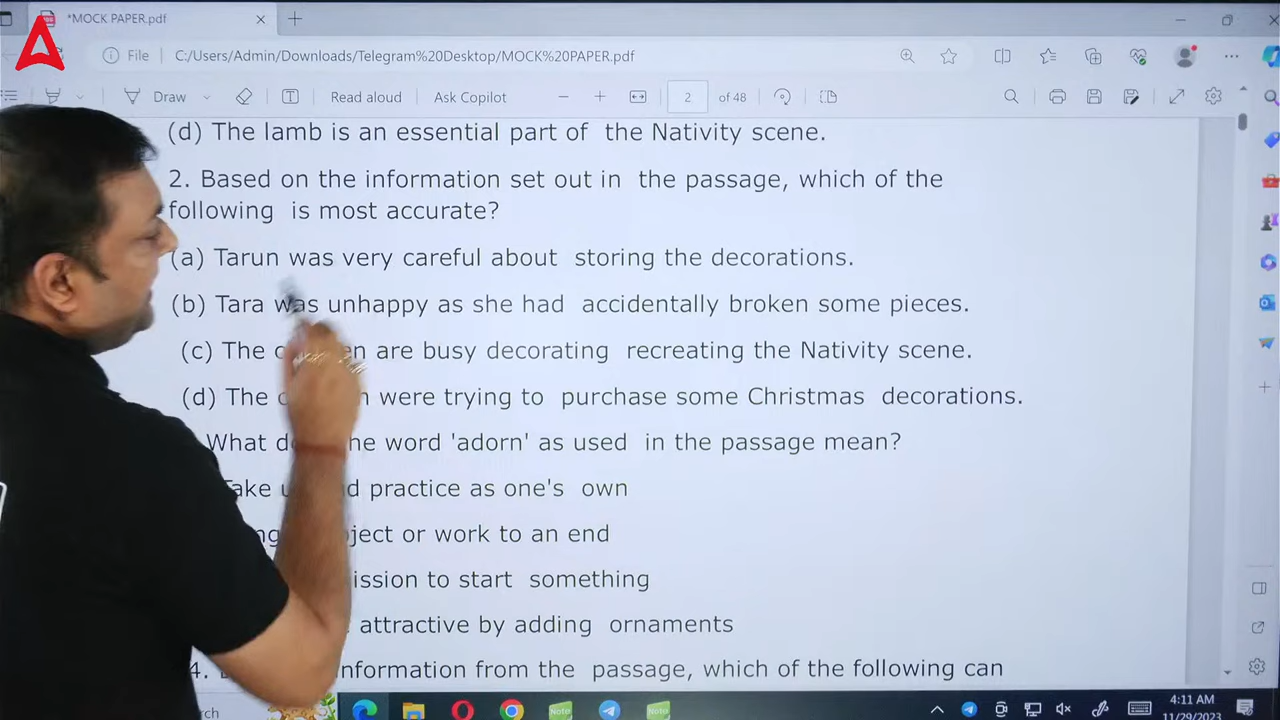 *MOCK PAPER.pdf
File C:/Users/Admin/Downloads/Telegram%20Desktop/MOCK%20PAPER.pdf
Draw Read aloud Ask Copilot 2 of 48
(d) The lamb is an essential part of the Nativity scene.
2. Based on the information set out in the passage, which of the
following is most accurate?
(a) Tarun was very careful about storing the decorations.
(b) Tara was unhappy as she had accidentally broken some pieces.
(c) The are busy decorating recreating the Nativity scene.
(d) The were trying to purchase some Christmas decorations.
What the word 'adorn' as used in the passage mean?
Take practice as one's own
or work to an end
to start something
attractive by adding ornaments
4. information from the passage, which of the following can
4:11 AM
11/29/2023